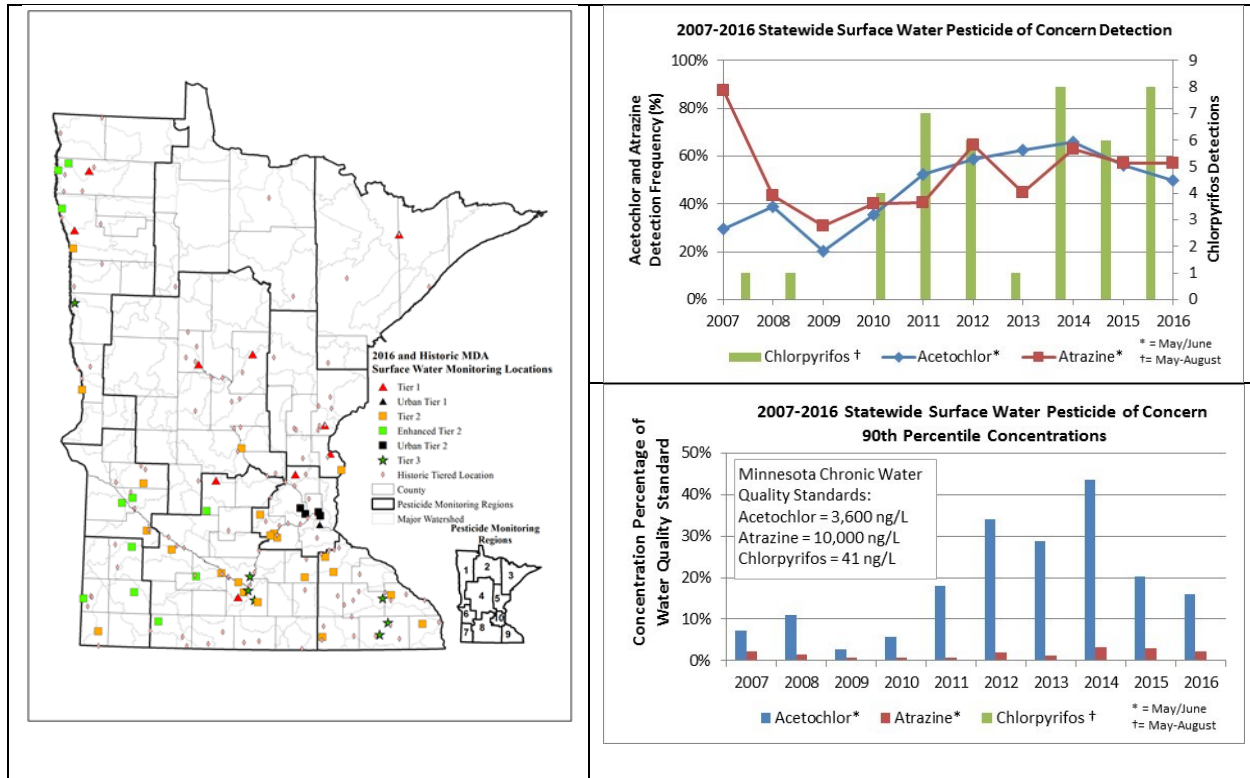 2016 and Historic MDA
Surface Water Monitoring Locations
Tier 1
Urban Tier 1
Tier 2
Enhanced Tier 2
Urban Tier 2
Tier 3
Historic Tiered Location
County
Pesticide Monitoring Regions
Major Watershed
Pesticide Monitoring
Regions
1
2
3
4
5
6
10
7
8
9
2007-2016 Statewide Surface Water Pesticide of Concern Detection
Acetochlor and Atrazine
Detection Frequency (%)
100%
80%
60%
40%
20%
0%
9
8
7
6
5
4
3
2
1
0
Chlorpyrifos Detections
2007 2008 2009 2010 2011 2012 2013 2014 2015 2016
Chlorpyrifos † Acetochlor* Atrazine*
* = May/June
†= May-August
2007-2016 Statewide Surface Water Pesticide of Concern
90th Percentile Concentrations
Concentration Percentage of
Water Quality Standard
50%
40%
30%
20%
10%
0%
Minnesota Chronic Water
Quality Standards:
Acetochlor = 3,600 ng/L
Atrazine = 10,000 ng/L
Chlorpyrifos = 41 ng/L
2007 2008 2009 2010 2011 2012 2013 2014 2015 2016
Acetochlor* Atrazine* Chlorpyrifos †
* = May/June
†= May-August